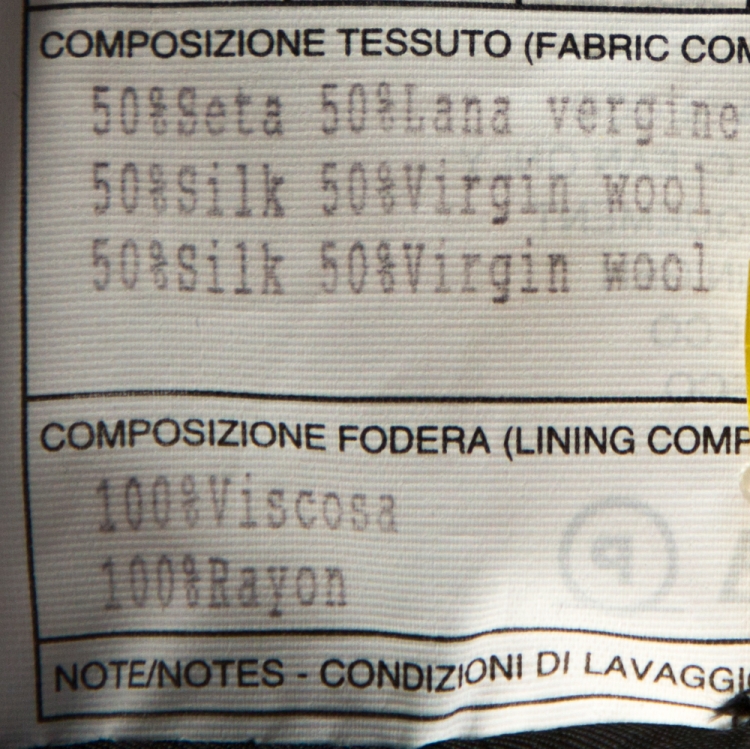 COMPOSIZIONE TESSUTO (FABRIC COM
50%Seta 50%Lana vergine
50%Silk 50%Virgin wool
50%Silk 50%Virgin wool
COMPOSIZIONE FODERA (LINING COMP
100%Viscosa
100%Rayon
P
NOTE/NOTES - CONDIZIONI DI LAVAGGI